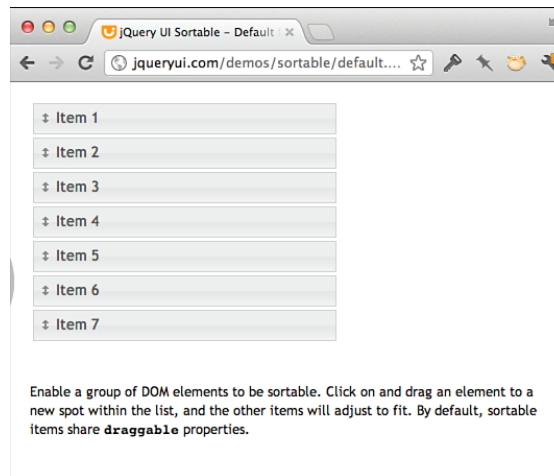 jQuery UI Sortable - Default
jqueryui.com/demos/sortable/default....
Item 1
Item 2
Item 3
Item 4
Item 5
Item 6
Item 7
Enable a group of DOM elements to be sortable. Click on and drag an element to a
new spot within the list, and the other items will adjust to fit. By default, sortable
items share draggable properties.